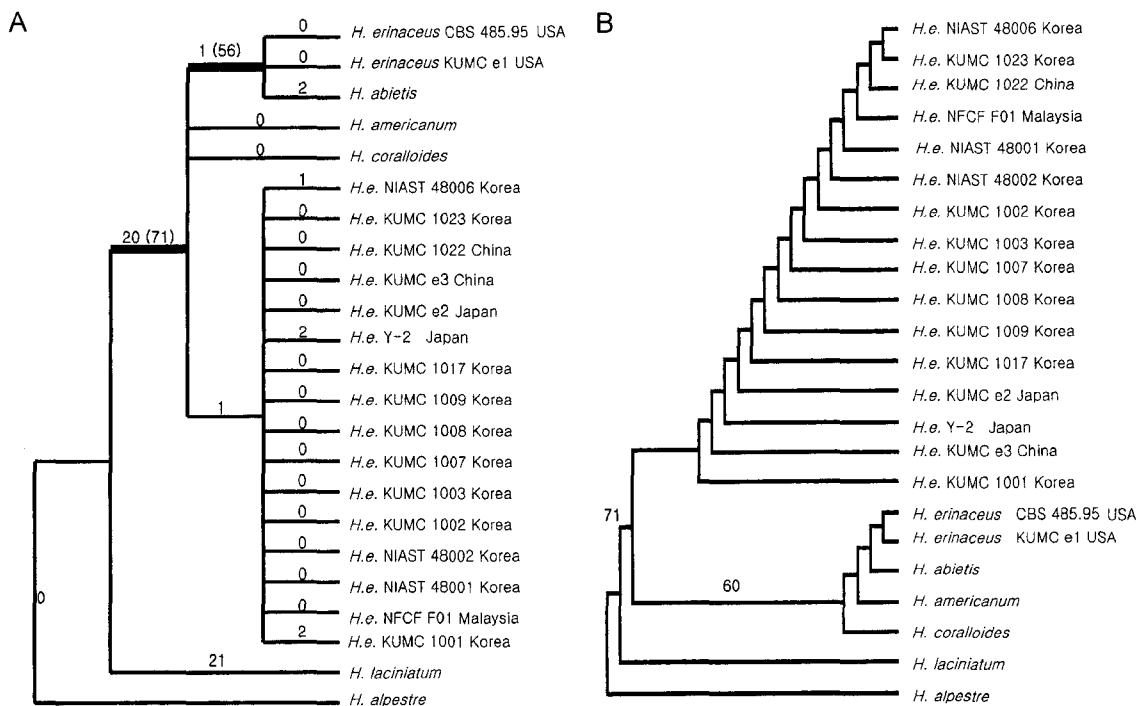 A
0
H. erinaceus CBS 485.95 USA
1 (56)
0
H. erinaceus KUMC e1 USA
2
H. abietis
0
H. americanum
0
H. coralloides
1
H.e. NIAST 48006 Korea
0
H.e. KUMC 1023 Korea
20 (71)
0
H.e. KUMC 1022 China
0
H.e. KUMC e3 China
0
H.e. KUMC e2 Japan
2
H.e. Y-2 Japan
0
H.e. KUMC 1017 Korea
0
H.e. KUMC 1009 Korea
1
0
H.e. KUMC 1008 Korea
0
H.e. KUMC 1007 Korea
0
H.e. KUMC 1003 Korea
0
H.e. KUMC 1002 Korea
0
H.e. NIAST 48002 Korea
0
H.e. NIAST 48001 Korea
0
0
H.e. NFCF F01 Malaysia
2
H.e. KUMC 1001 Korea
21
H. laciniatum
H. alpestre
B
H.e. NIAST 48006 Korea
H.e. KUMC 1023 Korea
H.e. KUMC 1022 China
H.e. NFCF F01 Malaysia
H.e. NIAST 48001 Korea
H.e. NIAST 48002 Korea
H.e. KUMC 1002 Korea
H.e. KUMC 1003 Korea
H.e. KUMC 1007 Korea
H.e. KUMC 1008 Korea
H.e. KUMC 1009 Korea
H.e. KUMC 1017 Korea
H.e. KUMC e2 Japan
H.e. Y-2 Japan
H.e. KUMC e3 China
H.e. KUMC 1001 Korea
71
H. erinaceus CBS 485.95 USA
H. erinaceus KUMC e1 USA
H. abietis
60
H. americanum
H. coralloides
H. laciniatum
H. alpestre